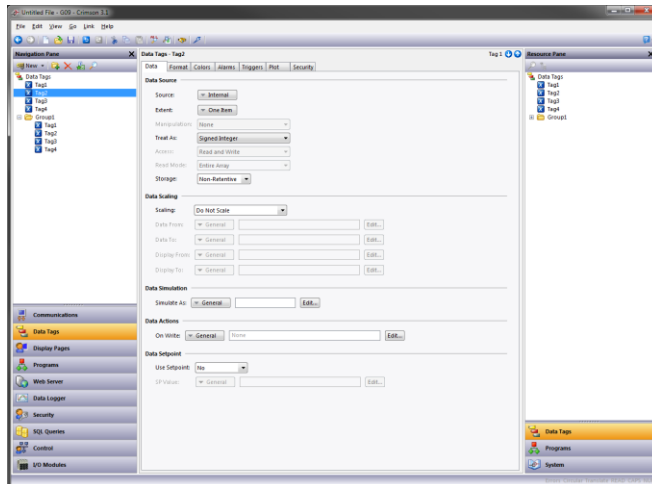 Untitled File - G09 - Crimson 3.1
File Edit View Go Link Help
Navigation Pane
New
Data Tags
Tag1
Tag2
Tag3
Tag4
Group1
Tag1
Tag2
Tag3
Tag4
Communications
Data Tags
Display Pages
Programs
Web Server
Data Logger
Security
SQL Queries
Control
I/O Modules
Data Tags - Tag2
Tag 1
Data Format Colors Alarms Triggers Plot Security
Data Source
Source: Internal
Extent: One Item
Manipulation: None
Treat As: Signed Integer
Access: Read and Write
Read Mode: Entire Array
Storage: Non-Retentive
Data Scaling
Scaling: Do Not Scale
Data From: General Edit...
Data To: General Edit...
Display From: General Edit...
Display To: General Edit...
Data Simulation
Simulate As: General Edit...
Data Actions
On Write: General None Edit...
Data Setpoint
Use Setpoint: No
SP Value: General Edit...
Resource Pane
Data Tags
Tag1
Tag2
Tag3
Tag4
Group1
Data Tags
Programs
System